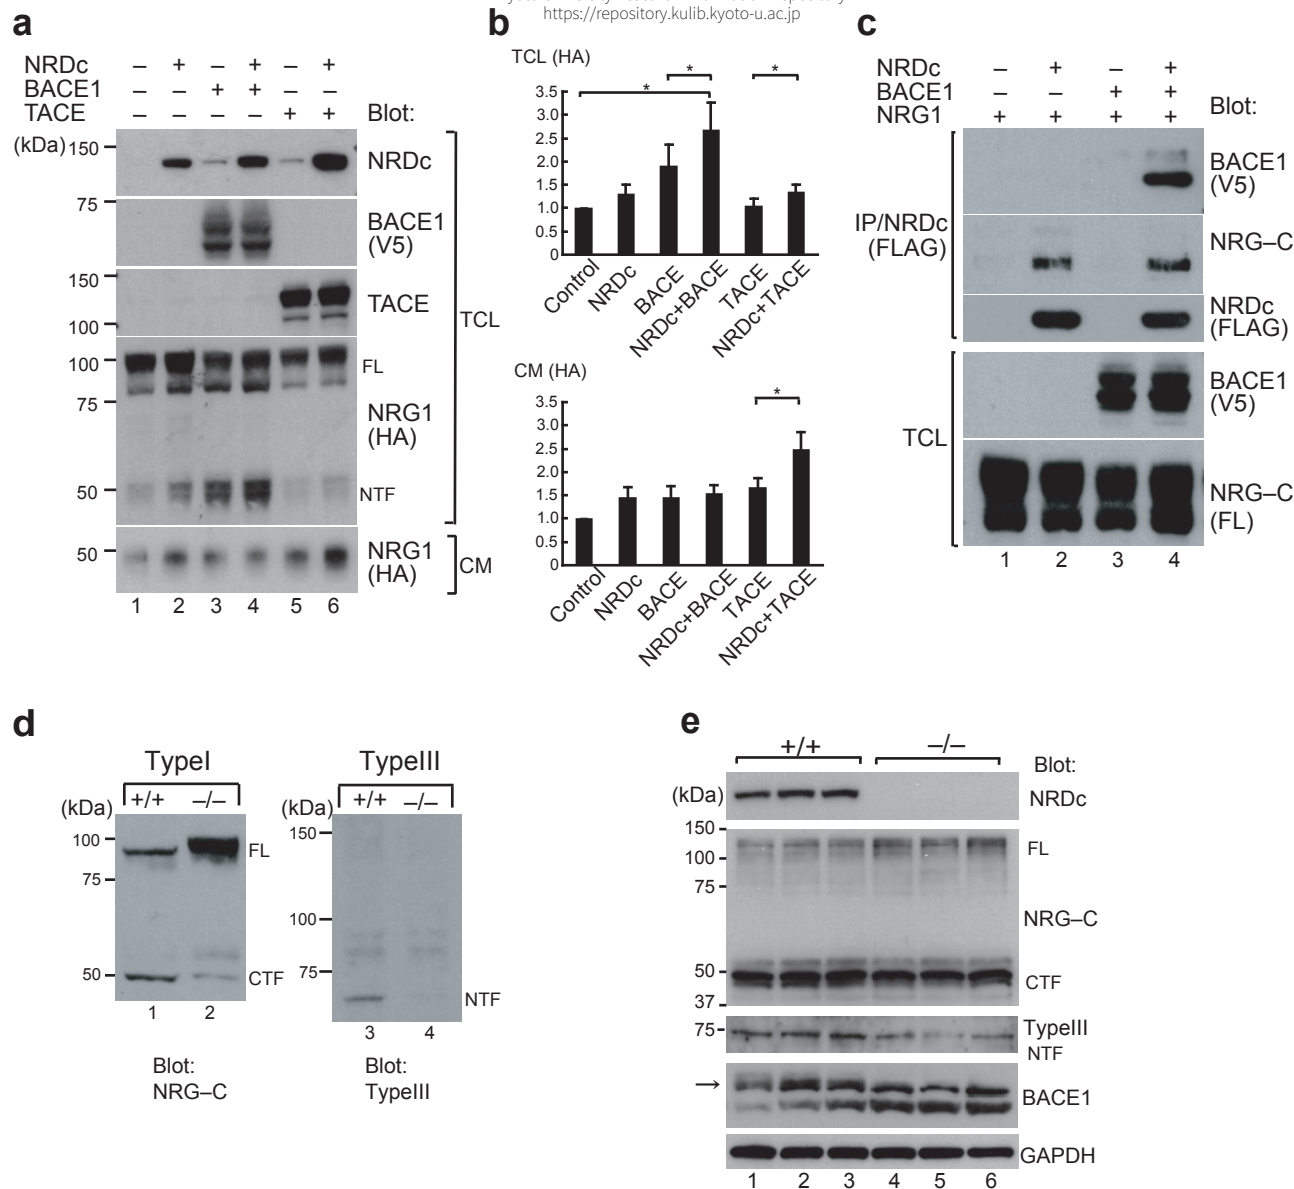 https://repository.kulib.kyoto-u.ac.jp
a
NRDc – + – + – +
BACE1 – – + + – –
TACE – – – – + +
Blot:
(kDa)
150
NRDc
75
BACE1
(V5)
150
TACE
100
100
FL
75
NRG1
(HA)
50
NTF
TCL
50
NRG1
(HA)
CM
1 2 3 4 5 6
b
TCL (HA)
* *
*
3.5
3.0
2.5
2.0
1.5
1.0
0.5
0
Control
NRDc
BACE
NRDc+BACE
TACE
NRDc+TACE
CM (HA)
*
3.5
3.0
2.5
2.0
1.5
1.0
0.5
0
Control
NRDc
BACE
NRDc+BACE
TACE
NRDc+TACE
c
NRDc – + – +
BACE1 – – + +
NRG1 + + + +
Blot:
IP/NRDc
(FLAG)
BACE1
(V5)
NRG–C
NRDc
(FLAG)
TCL
BACE1
(V5)
NRG–C
(FL)
1 2 3 4
d
TypeI
(kDa) +/+ –/–
100
FL
75
50
CTF
1 2
Blot:
NRG–C
TypeIII
(kDa) +/+ –/–
150
100
75
NTF
3 4
Blot:
TypeIII
e
+/+ –/–
Blot:
(kDa)
NRDc
150
FL
100
75
NRG–C
50
CTF
37
75
TypeIII
NTF
→
BACE1
GAPDH
1 2 3 4 5 6